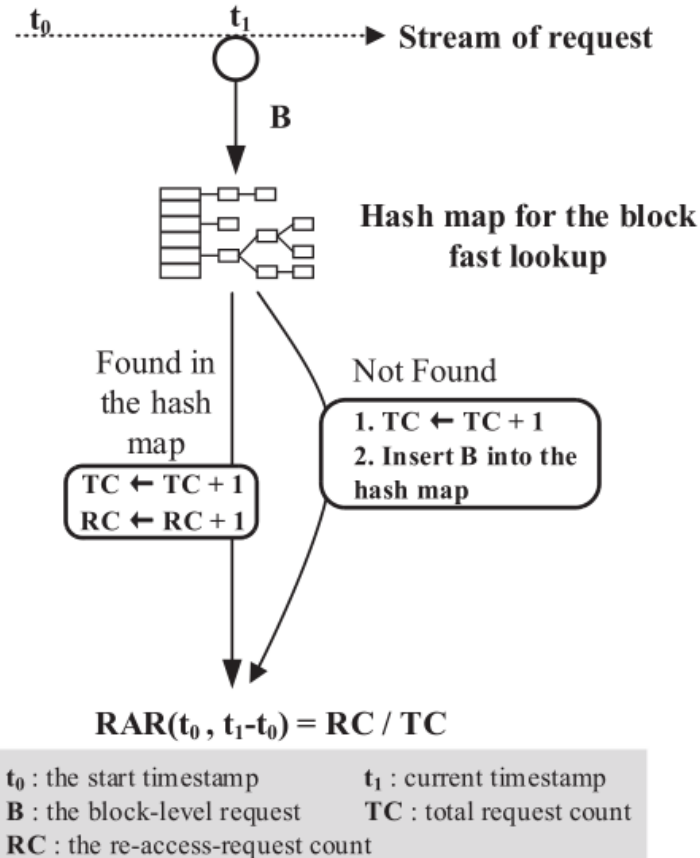 t₀ t₁
Stream of request
B
Hash map for the block
fast lookup
Found in
the hash
map
Not Found
1. TC ← TC + 1
2. Insert B into the
hash map
TC ← TC + 1
RC ← RC + 1
RAR(t₀ , t₁-t₀) = RC / TC
t₀ : the start timestamp t₁ : current timestamp
B : the block-level request TC : total request count
RC : the re-access-request count